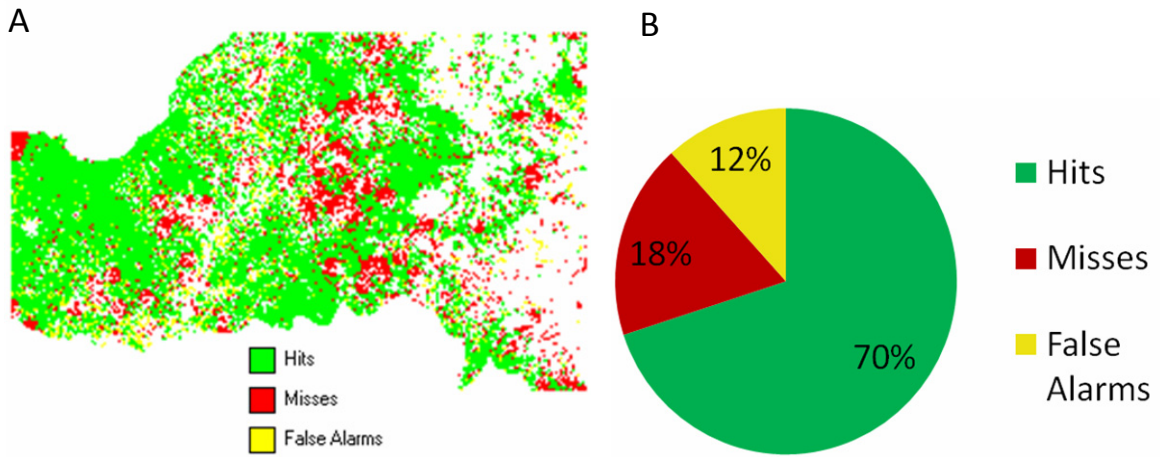 A
Hits
Misses
False Alarms
B
12%
18%
70%
Hits
Misses
False
Alarms